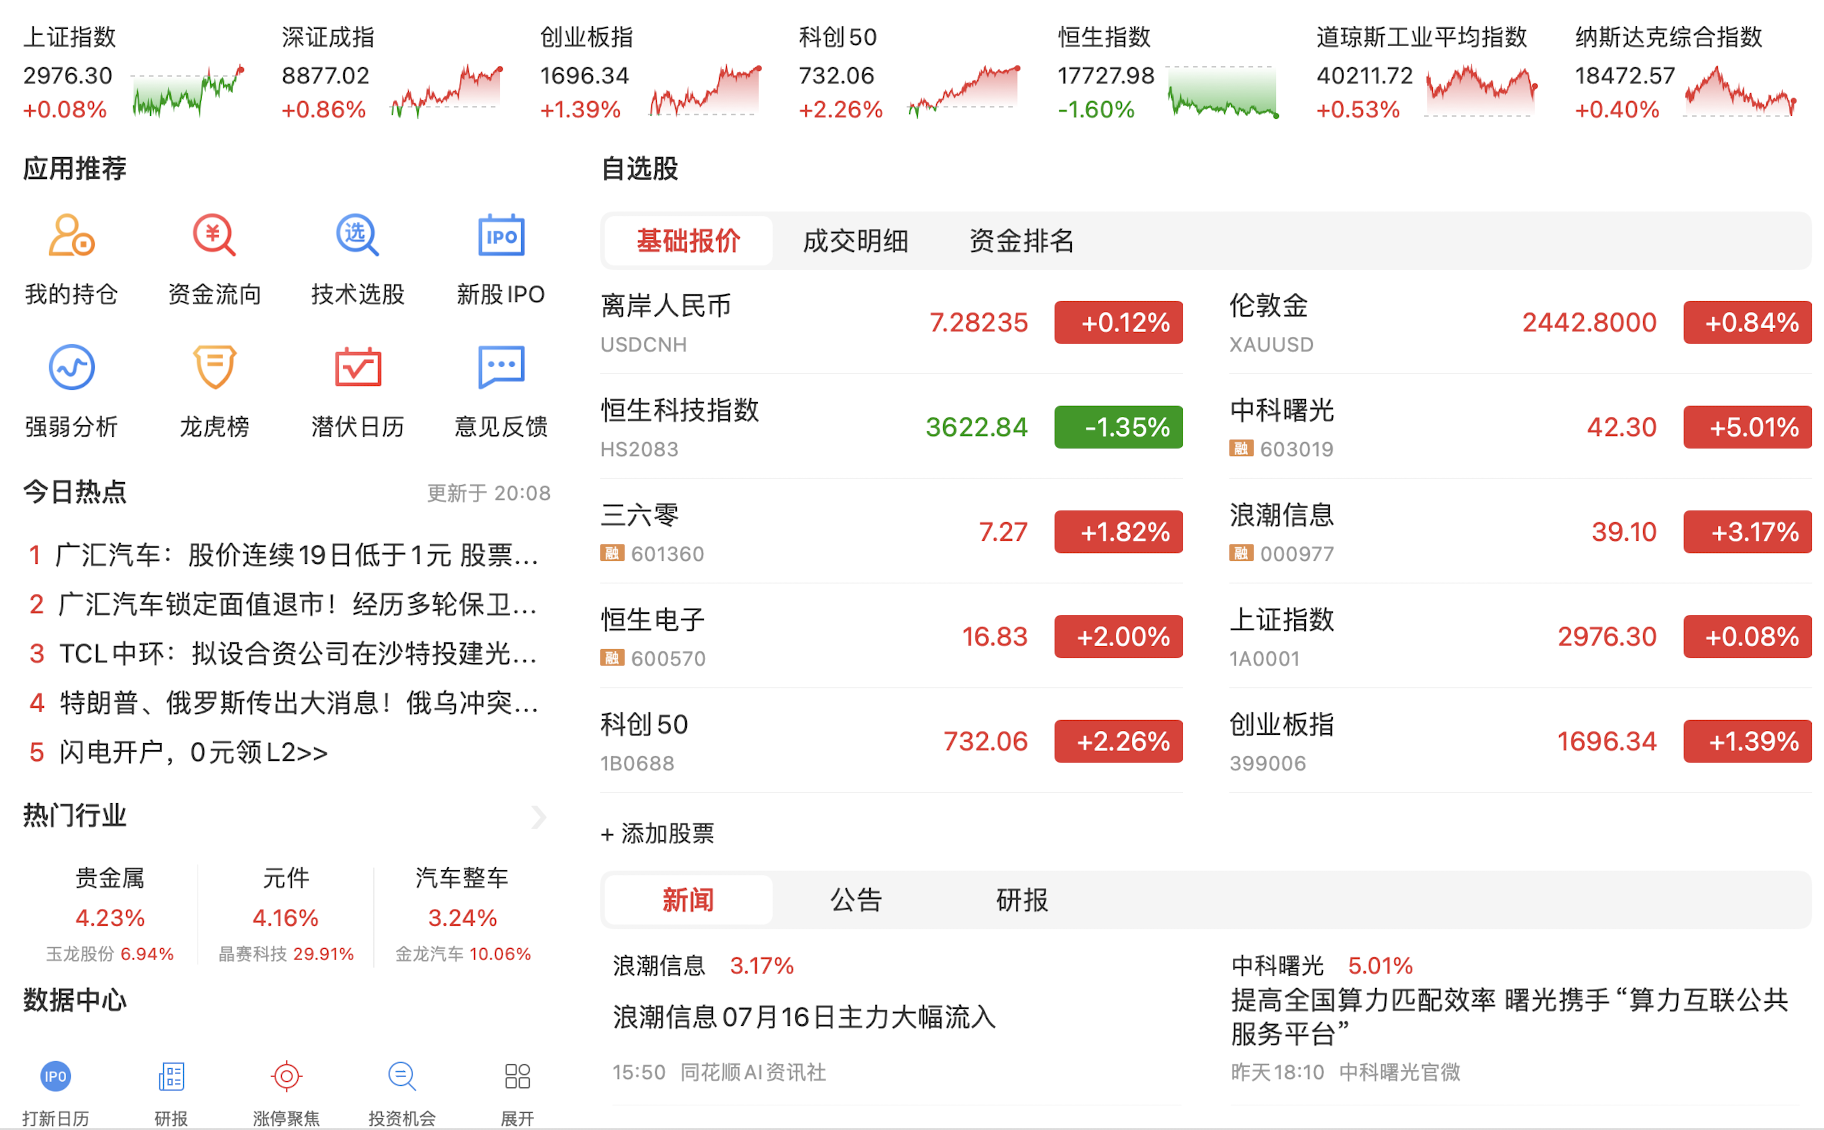 上证指数
2976.30
+0.08%
深证成指
8877.02
+0.86%
创业板指
1696.34
+1.39%
科创50
732.06
+2.26%
恒生指数
17727.98
-1.60%
道琼斯工业平均指数
40211.72
+0.53%
纳斯达克综合指数
18472.57
+0.40%
应用推荐
我的持仓
资金流向
选
技术选股
IPO
新股IPO
强弱分析
龙虎榜
潜伏日历
意见反馈
今日热点
更新于 20:08
1 广汇汽车：股价连续19日低于1元 股票...
2 广汇汽车锁定面值退市！经历多轮保卫...
3 TCL中环：拟设合资公司在沙特投建光...
4 特朗普、俄罗斯传出大消息！俄乌冲突...
5 闪电开户，0元领L2>>
热门行业
贵金属
4.23%
玉龙股份 6.94%
元件
4.16%
晶赛科技 29.91%
汽车整车
3.24%
金龙汽车 10.06%
数据中心
IPO
打新日历
研报
涨停聚焦
投资机会
展开
自选股
基础报价
成交明细
资金排名
离岸人民币
USDCNH
7.28235
+0.12%
伦敦金
XAUUSD
2442.8000
+0.84%
恒生科技指数
HS2083
3622.84
-1.35%
中科曙光
融 603019
42.30
+5.01%
三六零
融 601360
7.27
+1.82%
浪潮信息
融 000977
39.10
+3.17%
恒生电子
融 600570
16.83
+2.00%
上证指数
1A0001
2976.30
+0.08%
科创50
1B0688
732.06
+2.26%
创业板指
399006
1696.34
+1.39%
+ 添加股票
新闻
公告
研报
浪潮信息 3.17%
浪潮信息07月16日主力大幅流入
15:50 同花顺AI资讯社
中科曙光 5.01%
提高全国算力匹配效率 曙光携手“算力互联公共
服务平台”
昨天18:10 中科曙光官微